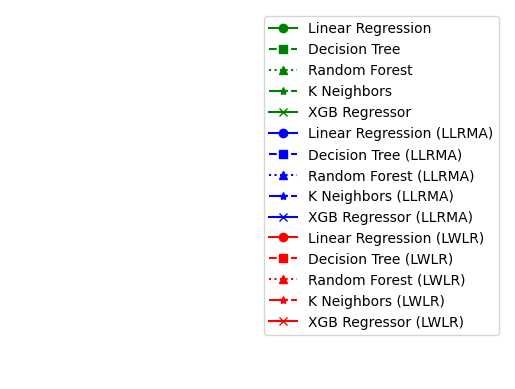 Linear Regression
Decision Tree
Random Forest
K Neighbors
XGB Regressor
Linear Regression (LLRMA)
Decision Tree (LLRMA)
Random Forest (LLRMA)
K Neighbors (LLRMA)
XGB Regressor (LLRMA)
Linear Regression (LWLR)
Decision Tree (LWLR)
Random Forest (LWLR)
K Neighbors (LWLR)
XGB Regressor (LWLR)